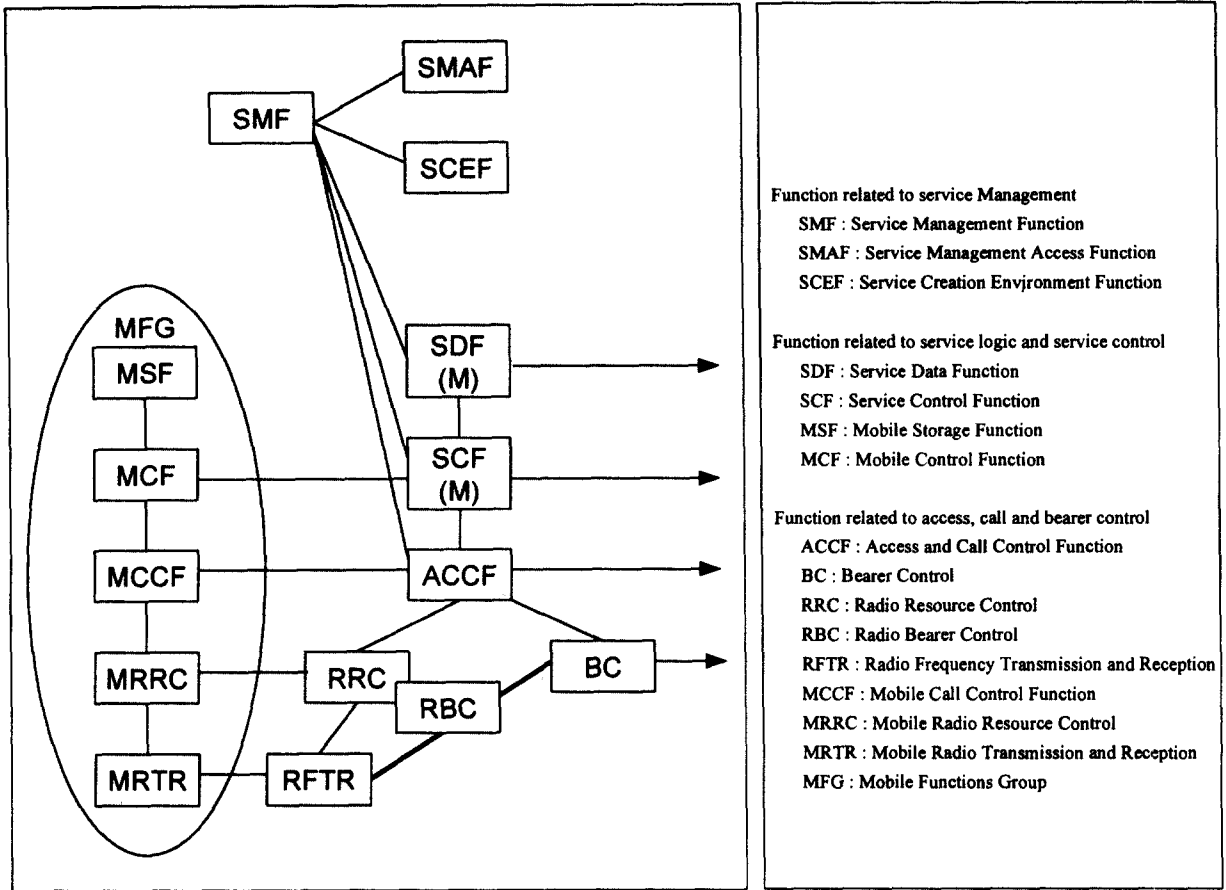 SMAF
SMF
SCEF
MFG
MSF
SDF
(M)
MCF
SCF
(M)
MCCF
ACCF
MRRC
RRC
BC
RBC
MRTR
RFTR
Function related to service Management
SMF : Service Management Function
SMAF : Service Management Access Function
SCEF : Service Creation Environment Function
Function related to service logic and service control
SDF : Service Data Function
SCF : Service Control Function
MSF : Mobile Storage Function
MCF : Mobile Control Function
Function related to access, call and bearer control
ACCF : Access and Call Control Function
BC : Bearer Control
RRC : Radio Resource Control
RBC : Radio Bearer Control
RFTR : Radio Frequency Transmission and Reception
MCCF : Mobile Call Control Function
MRRC : Mobile Radio Resource Control
MRTR : Mobile Radio Transmission and Reception
MFG : Mobile Functions Group